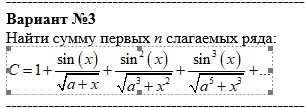 Вариант №3
Найти сумму первых n слагаемых ряда:
C = 1 + sin(x)/√(a+x) + sin²(x)/√(a³+x²) + sin³(x)/√(a⁵+x³) + ...